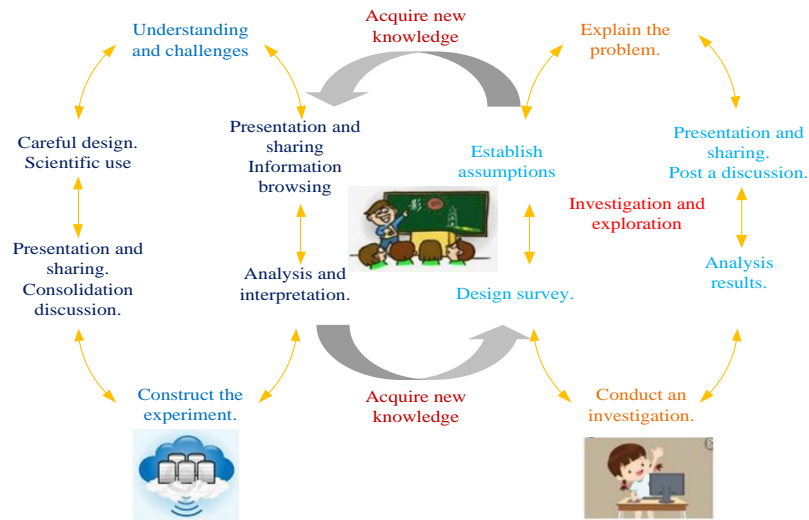 Understanding
and challenges
Acquire new
knowledge
Explain the
problem.
Careful design.
Scientific use
Presentation and
sharing
Information
browsing
Establish
assumptions
Presentation and
sharing.
Post a discussion.
Investigation and
exploration
Presentation and
sharing.
Consolidation
discussion.
Analysis and
interpretation.
Design survey.
Analysis
results.
Construct the
experiment.
Acquire new
knowledge
Conduct an
investigation.